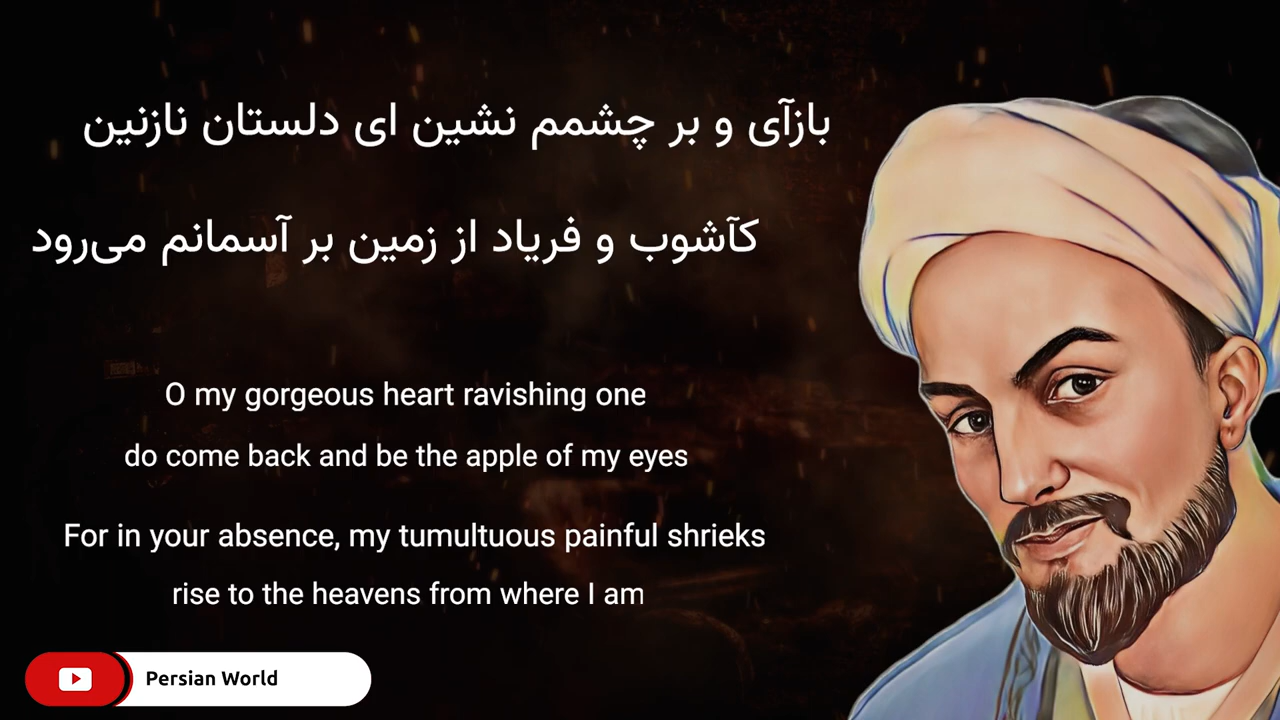 بازآی و بر چشمم نشین ای دلستان نازنین
کآشوب و فریاد از زمین بر آسمانم می‌رود
O my gorgeous heart ravishing one
do come back and be the apple of my eyes
For in your absence, my tumultuous painful shrieks
rise to the heavens from where I am
Persian World